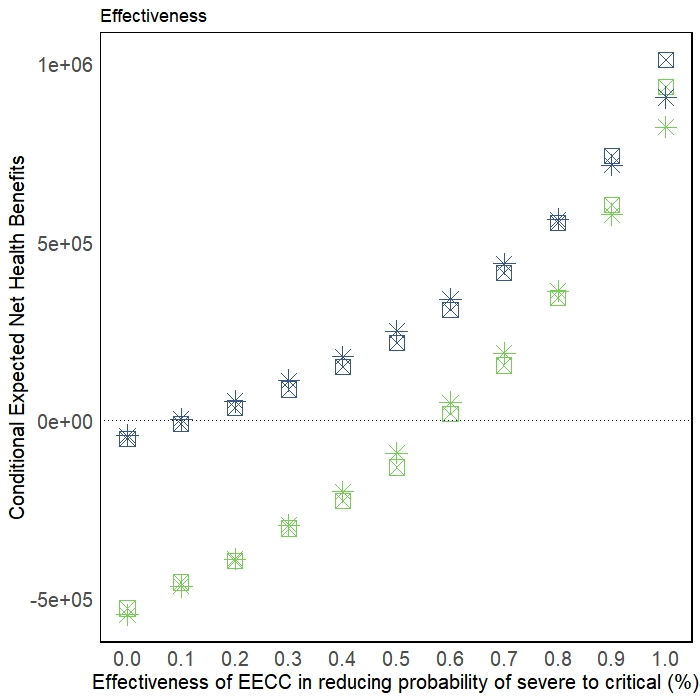 Effectiveness
Conditional Expected Net Health Benefits
1e+06
5e+05
0e+00
-5e+05
0.0 0.1 0.2 0.3 0.4 0.5 0.6 0.7 0.8 0.9 1.0
Effectiveness of EECC in reducing probability of severe to critical (%)